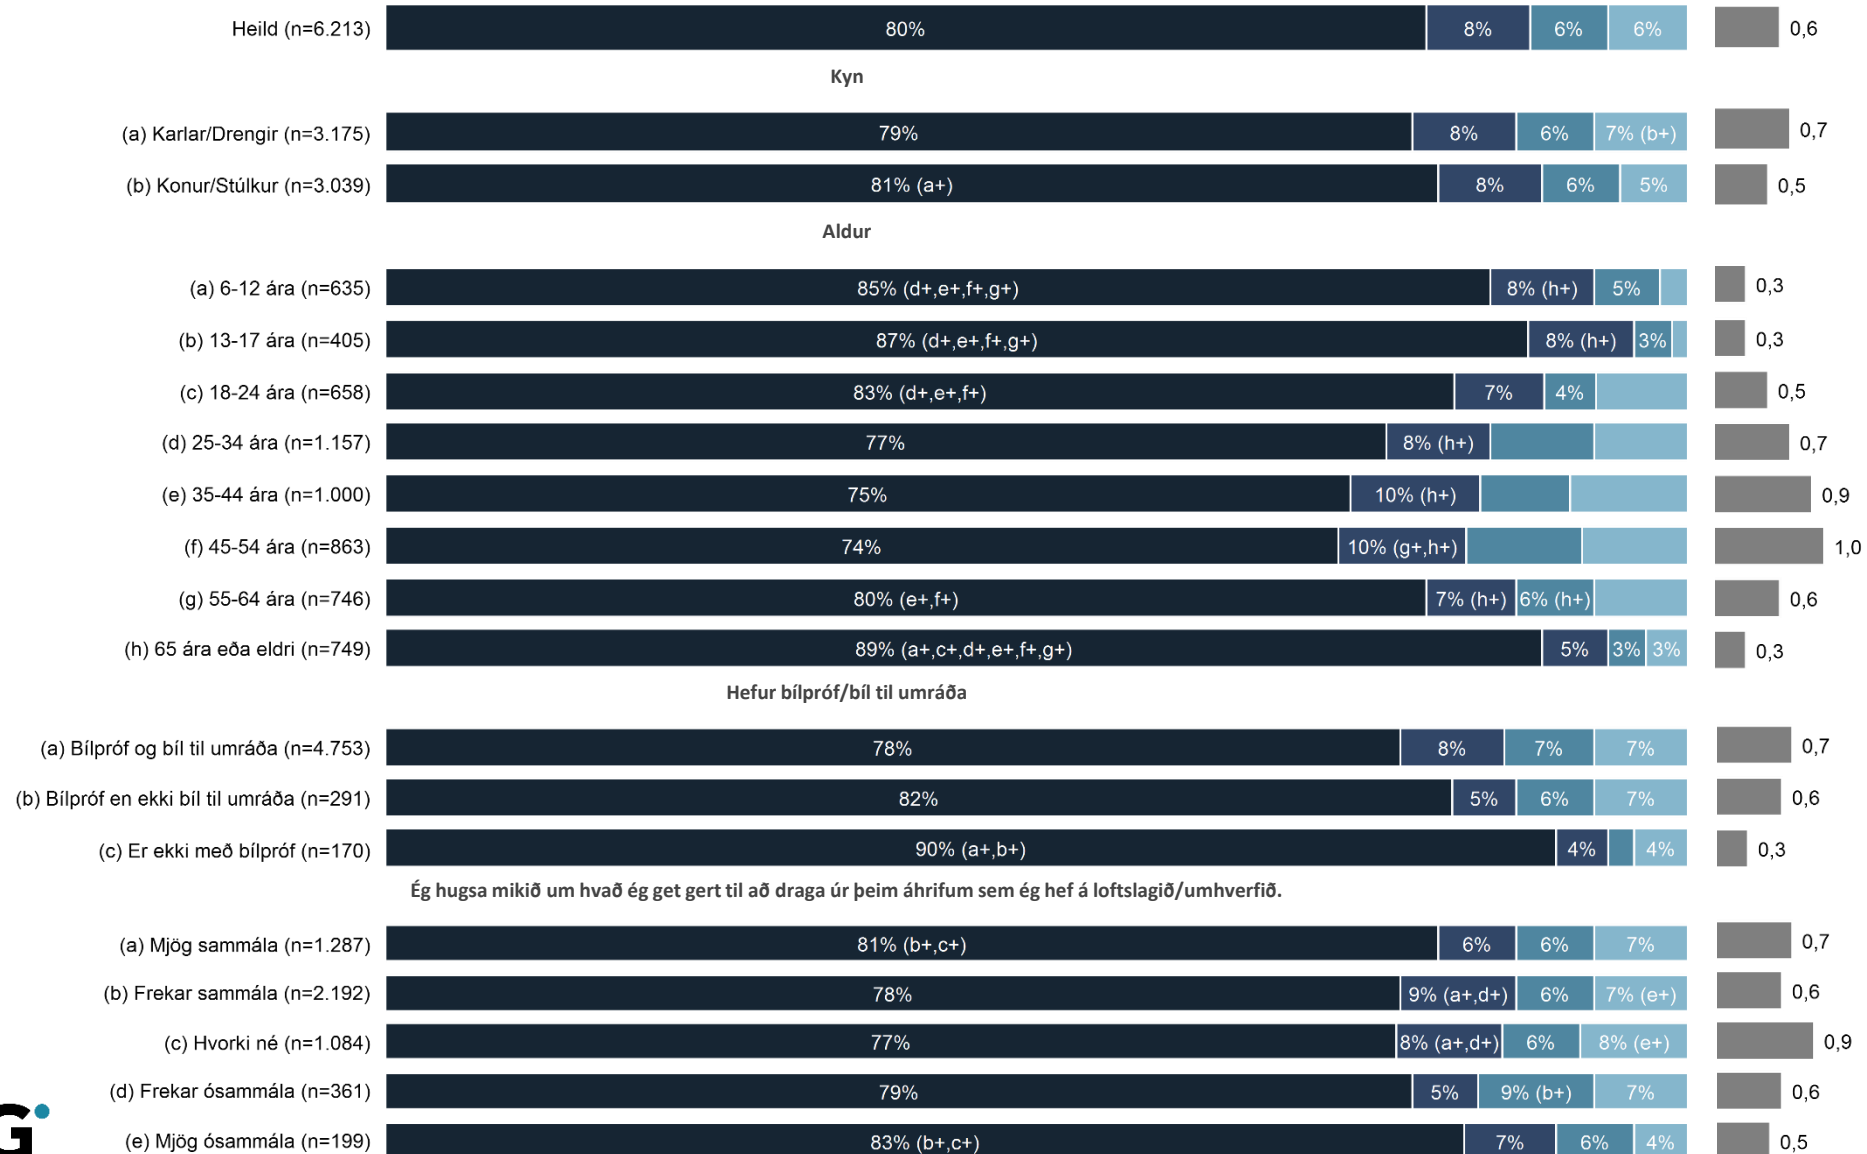 Heild (n=6.213) 80% 8% 6% 6% 0,6
Kyn
(a) Karlar/Drengir (n=3.175) 79% 8% 6% 7% (b+) 0,7
(b) Konur/Stúlkur (n=3.039) 81% (a+) 8% 6% 5% 0,5
Aldur
(a) 6-12 ára (n=635) 85% (d+,e+,f+,g+) 8% (h+) 5% 0,3
(b) 13-17 ára (n=405) 87% (d+,e+,f+,g+) 8% (h+) 3% 0,3
(c) 18-24 ára (n=658) 83% (d+,e+,f+) 7% 4% 0,5
(d) 25-34 ára (n=1.157) 77% 8% (h+) 0,7
(e) 35-44 ára (n=1.000) 75% 10% (h+) 0,9
(f) 45-54 ára (n=863) 74% 10% (g+,h+) 1,0
(g) 55-64 ára (n=746) 80% (e+,f+) 7% (h+) 6% (h+) 0,6
(h) 65 ára eða eldri (n=749) 89% (a+,c+,d+,e+,f+,g+) 5% 3% 3% 0,3
Hefur bílpróf/bíl til umráða
(a) Bílpróf og bíl til umráða (n=4.753) 78% 8% 7% 7% 0,7
(b) Bílpróf en ekki bíl til umráða (n=291) 82% 5% 6% 7% 0,6
(c) Er ekki með bílpróf (n=170) 90% (a+,b+) 4% 4% 0,3
Ég hugsa mikið um hvað ég get gert til að draga úr þeim áhrifum sem ég hef á loftslagið/umhverfið.
(a) Mjög sammála (n=1.287) 81% (b+,c+) 6% 6% 7% 0,7
(b) Frekar sammála (n=2.192) 78% 9% (a+,d+) 6% 7% (e+) 0,6
(c) Hvorki né (n=1.084) 77% 8% (a+,d+) 6% 8% (e+) 0,9
(d) Frekar ósammála (n=361) 79% 5% 9% (b+) 7% 0,6
(e) Mjög ósammála (n=199) 83% (b+,c+) 7% 6% 4% 0,5
G